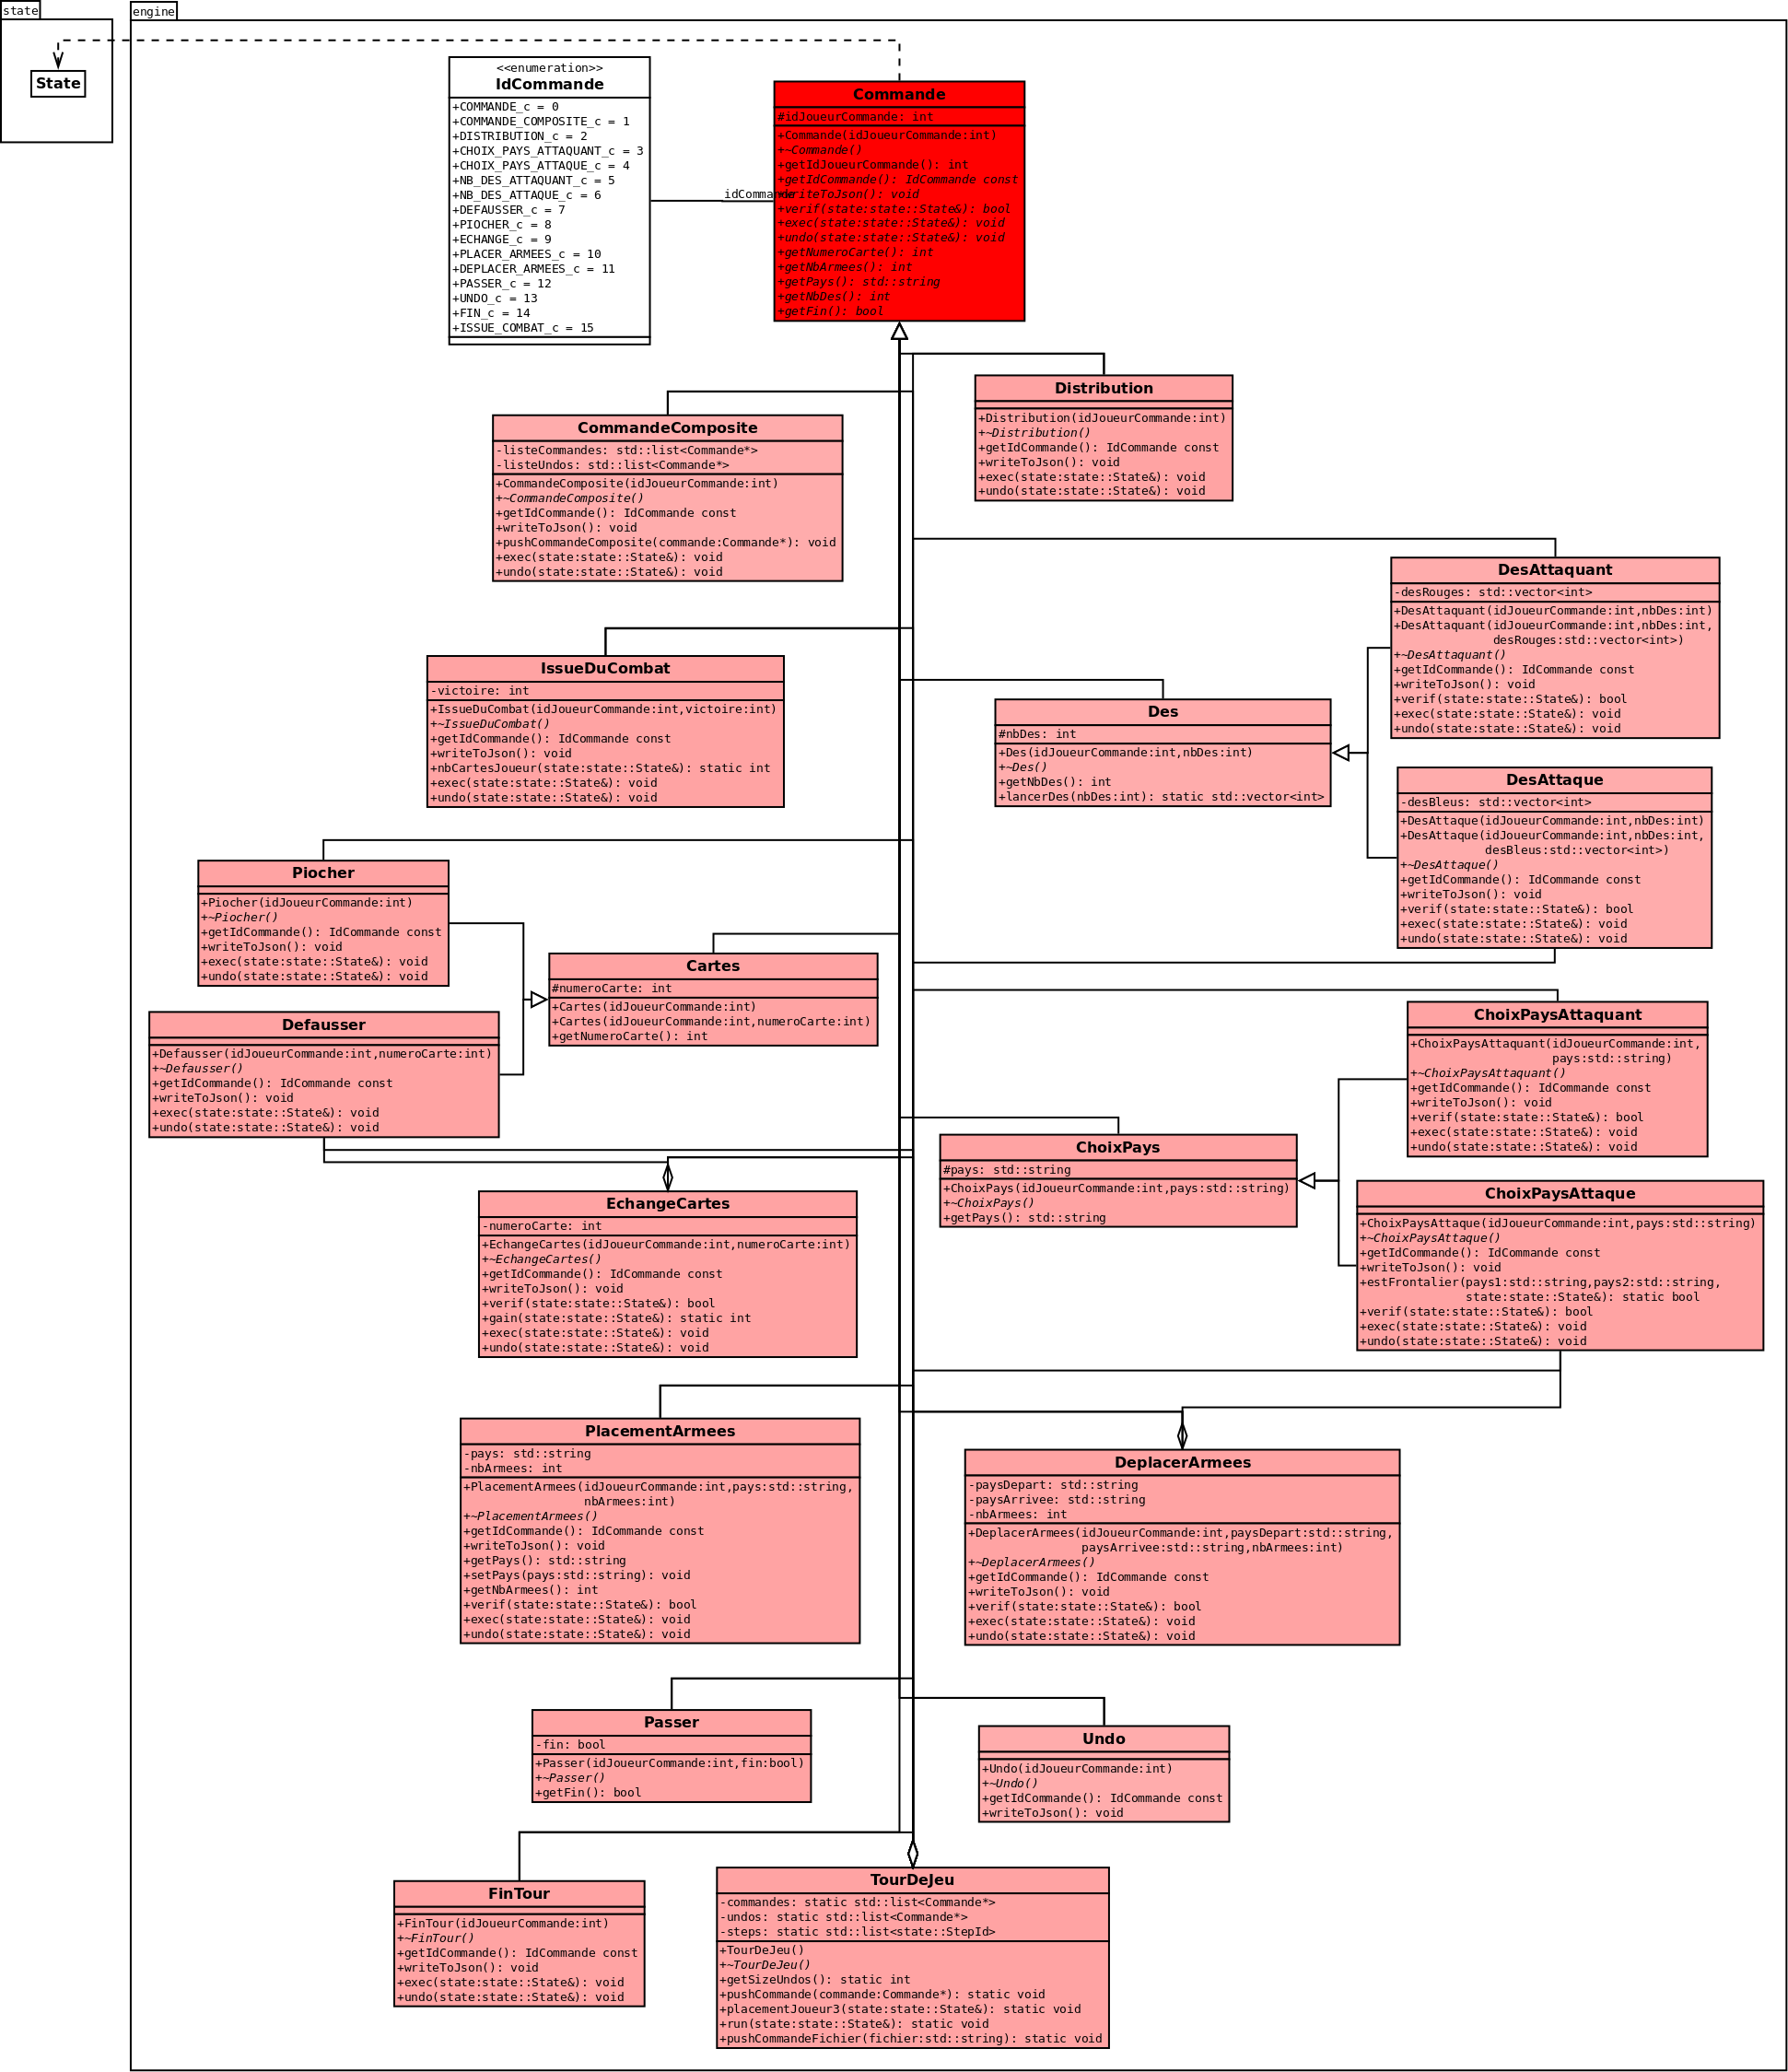 state
engine
State
<<enumeration>>
IdCommande
+COMMANDE_c = 0
+COMMANDE_COMPOSITE_c = 1
+DISTRIBUTION_c = 2
+CHOIX_PAYS_ATTAQUANT_c = 3
+CHOIX_PAYS_ATTAQUE_c = 4
+NB_DES_ATTAQUANT_c = 5
+NB_DES_ATTAQUE_c = 6
+DEFAUSSER_c = 7
+PIOCHER_c = 8
+ECHANGE_c = 9
+PLACER_ARMEES_c = 10
+DEPLACER_ARMEES_c = 11
+PASSER_c = 12
+UNDO_c = 13
+FIN_c = 14
+ISSUE_COMBAT_c = 15
idCommande
Commande
#idJoueurCommande: int
+Commande(idJoueurCommande:int)
+~Commande()
+getIdJoueurCommande(): int
+getIdCommande(): IdCommande const
+writeToJson(): void
+verif(state:state::State&): bool
+exec(state:state::State&): void
+undo(state:state::State&): void
+getNumeroCarte(): int
+getNbArmees(): int
+getPays(): std::string
+getNbDes(): int
+getFin(): bool
Distribution
+Distribution(idJoueurCommande:int)
+~Distribution()
+getIdCommande(): IdCommande const
+writeToJson(): void
+exec(state:state::State&): void
+undo(state:state::State&): void
CommandeComposite
-listeCommandes: std::list<Commande*>
-listeUndos: std::list<Commande*>
+CommandeComposite(idJoueurCommande:int)
+~CommandeComposite()
+getIdCommande(): IdCommande const
+writeToJson(): void
+pushCommandeComposite(commande:Commande*): void
+exec(state:state::State&): void
+undo(state:state::State&): void
DesAttaquant
-desRouges: std::vector<int>
+DesAttaquant(idJoueurCommande:int,nbDes:int)
+DesAttaquant(idJoueurCommande:int,nbDes:int,
desRouges:std::vector<int>)
+~DesAttaquant()
+getIdCommande(): IdCommande const
+writeToJson(): void
+verif(state:state::State&): bool
+exec(state:state::State&): void
+undo(state:state::State&): void
IssueDuCombat
-victoire: int
+IssueDuCombat(idJoueurCommande:int,victoire:int)
+~IssueDuCombat()
+getIdCommande(): IdCommande const
+writeToJson(): void
+nbCartesJoueur(state:state::State&): static int
+exec(state:state::State&): void
+undo(state:state::State&): void
Des
#nbDes: int
+Des(idJoueurCommande:int,nbDes:int)
+~Des()
+getNbDes(): int
+lancerDes(nbDes:int): static std::vector<int>
DesAttaque
-desBleus: std::vector<int>
+DesAttaque(idJoueurCommande:int,nbDes:int)
+DesAttaque(idJoueurCommande:int,nbDes:int,
desBleus:std::vector<int>)
+~DesAttaque()
+getIdCommande(): IdCommande const
+writeToJson(): void
+verif(state:state::State&): bool
+exec(state:state::State&): void
+undo(state:state::State&): void
Piocher
+Piocher(idJoueurCommande:int)
+~Piocher()
+getIdCommande(): IdCommande const
+writeToJson(): void
+exec(state:state::State&): void
+undo(state:state::State&): void
Cartes
#numeroCarte: int
+Cartes(idJoueurCommande:int)
+Cartes(idJoueurCommande:int,numeroCarte:int)
+getNumeroCarte(): int
Defausser
+Defausser(idJoueurCommande:int,numeroCarte:int)
+~Defausser()
+getIdCommande(): IdCommande const
+writeToJson(): void
+exec(state:state::State&): void
+undo(state:state::State&): void
ChoixPaysAttaquant
+ChoixPaysAttaquant(idJoueurCommande:int,
pays:std::string)
+~ChoixPaysAttaquant()
+getIdCommande(): IdCommande const
+writeToJson(): void
+verif(state:state::State&): bool
+exec(state:state::State&): void
+undo(state:state::State&): void
ChoixPays
#pays: std::string
+ChoixPays(idJoueurCommande:int,pays:std::string)
+~ChoixPays()
+getPays(): std::string
ChoixPaysAttaque
+ChoixPaysAttaque(idJoueurCommande:int,pays:std::string)
+~ChoixPaysAttaque()
+getIdCommande(): IdCommande const
+writeToJson(): void
+estFrontalier(pays1:std::string,pays2:std::string,
state:state::State&): static bool
+verif(state:state::State&): bool
+exec(state:state::State&): void
+undo(state:state::State&): void
EchangeCartes
-numeroCarte: int
+EchangeCartes(idJoueurCommande:int,numeroCarte:int)
+~EchangeCartes()
+getIdCommande(): IdCommande const
+writeToJson(): void
+verif(state:state::State&): bool
+gain(state:state::State&): static int
+exec(state:state::State&): void
+undo(state:state::State&): void
PlacementArmees
-pays: std::string
-nbArmees: int
+PlacementArmees(idJoueurCommande:int,pays:std::string,
nbArmees:int)
+~PlacementArmees()
+getIdCommande(): IdCommande const
+writeToJson(): void
+getPays(): std::string
+setPays(pays:std::string): void
+getNbArmees(): int
+verif(state:state::State&): bool
+exec(state:state::State&): void
+undo(state:state::State&): void
DeplacerArmees
-paysDepart: std::string
-paysArrivee: std::string
-nbArmees: int
+DeplacerArmees(idJoueurCommande:int,paysDepart:std::string,
paysArrivee:std::string,nbArmees:int)
+~DeplacerArmees()
+getIdCommande(): IdCommande const
+writeToJson(): void
+verif(state:state::State&): bool
+exec(state:state::State&): void
+undo(state:state::State&): void
Passer
-fin: bool
+Passer(idJoueurCommande:int,fin:bool)
+~Passer()
+getFin(): bool
Undo
+Undo(idJoueurCommande:int)
+~Undo()
+getIdCommande(): IdCommande const
+writeToJson(): void
FinTour
+FinTour(idJoueurCommande:int)
+~FinTour()
+getIdCommande(): IdCommande const
+writeToJson(): void
+exec(state:state::State&): void
+undo(state:state::State&): void
TourDeJeu
-commandes: static std::list<Commande*>
-undos: static std::list<Commande*>
-steps: static std::list<state::StepId>
+TourDeJeu()
+~TourDeJeu()
+getSizeUndos(): static int
+pushCommande(commande:Commande*): static void
+placementJoueur3(state:state::State&): static void
+run(state:state::State&): static void
+pushCommandeFichier(fichier:std::string): static void